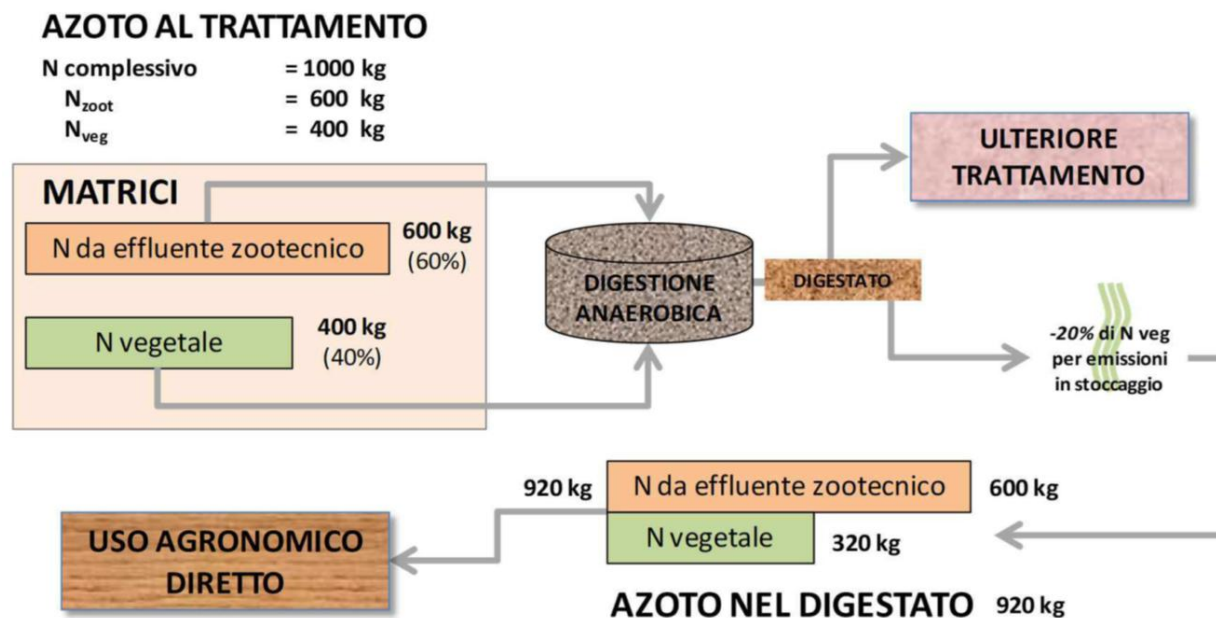 AZOTO AL TRATTAMENTO
N complessivo = 1000 kg
Nzoot = 600 kg
Nveg = 400 kg
MATRICI
N da effluente zootecnico
600 kg
(60%)
N vegetale
400 kg
(40%)
DIGESTIONE
ANAEROBICA
DIGESTATO
ULTERIORE
TRATTAMENTO
-20% di N veg
per emissioni
in stoccaggio
920 kg
N da effluente zootecnico
600 kg
N vegetale
320 kg
USO AGRONOMICO
DIRETTO
AZOTO NEL DIGESTATO 920 kg